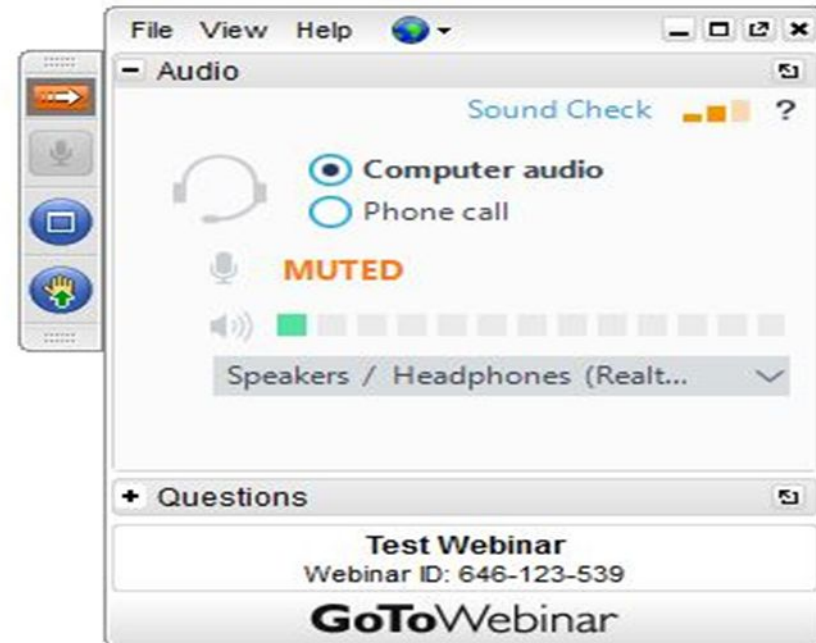 File View Help
Audio
Sound Check ?
Computer audio
Phone call
MUTED
Speakers / Headphones (Realt...
Questions
Test Webinar
Webinar ID: 646-123-539
GoToWebinar